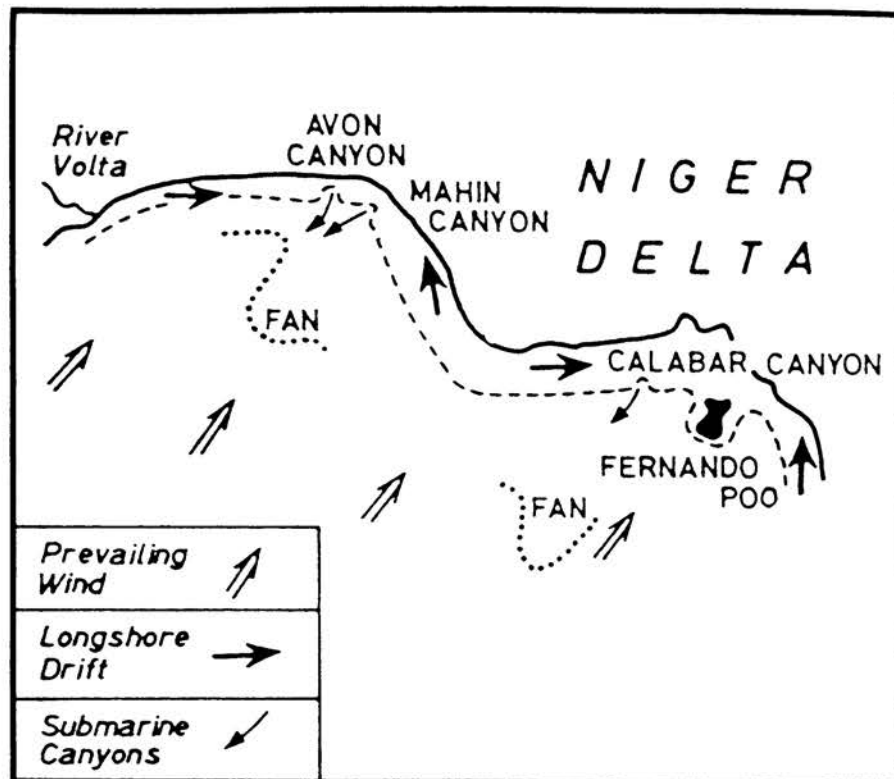 River
Volta
AVON
CANYON
MAHIN
CANYON
NIGER
DELTA
FAN
CALABAR CANYON
FERNANDO
POO
FAN
Prevailing
Wind
Longshore
Drift
Submarine
Canyons